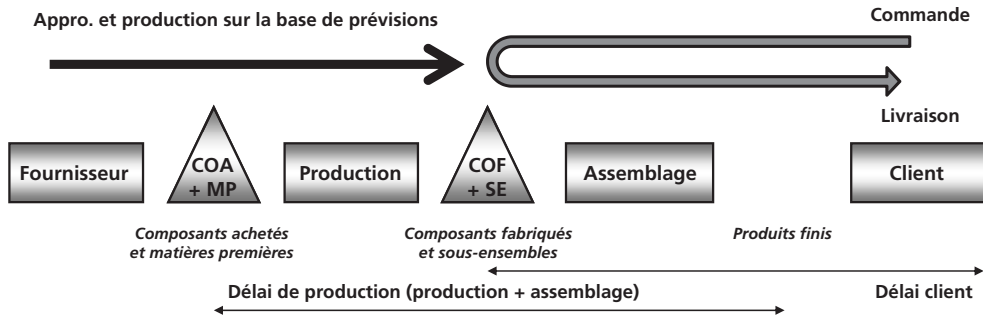 Appro. et production sur la base de prévisions
Commande
Livraison
Fournisseur
COA
+ MP
Production
COF
+ SE
Assemblage
Client
Composants achetés
et matières premières
Composants fabriqués
et sous-ensembles
Produits finis
Délai de production (production + assemblage)
Délai client